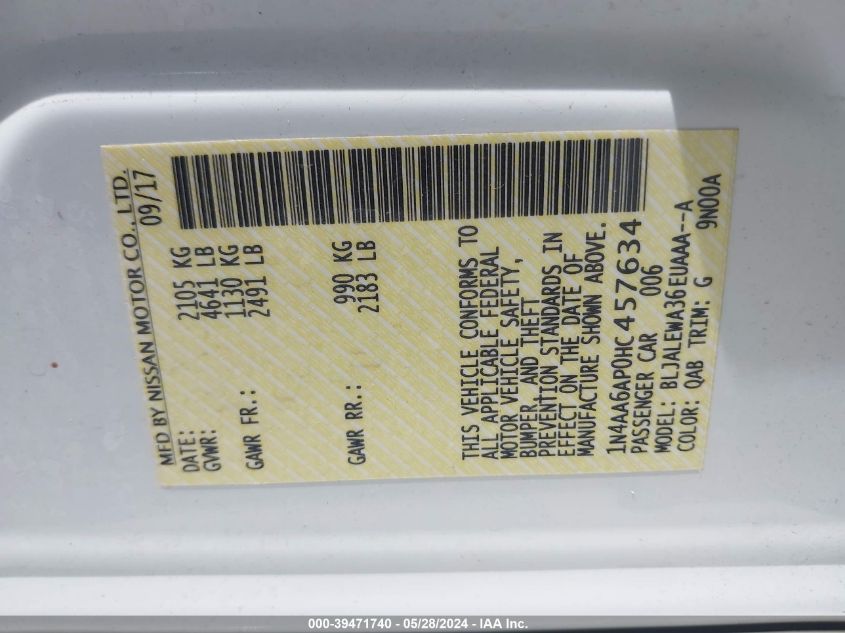 MFD BY NISSAN MOTOR CO., LTD.
DATE: 09/17
GVWR: 2105 KG
4641 LB
GAWR FR.: 1130 KG
2491 LB
GAWR RR.: 990 KG
2183 LB
THIS VEHICLE CONFORMS TO
ALL APPLICABLE FEDERAL
MOTOR VEHICLE SAFETY,
BUMPER, AND THEFT
PREVENTION STANDARDS IN
EFFECT ON THE DATE OF
MANUFACTURE SHOWN ABOVE.
1N4AA6AP0HC457634
PASSENGER CAR 006
MODEL: BLJALEWA36EUAAA--A
COLOR: QAB TRIM: G 9N00A
000-39471740 - 05/28/2024 - IAA Inc.